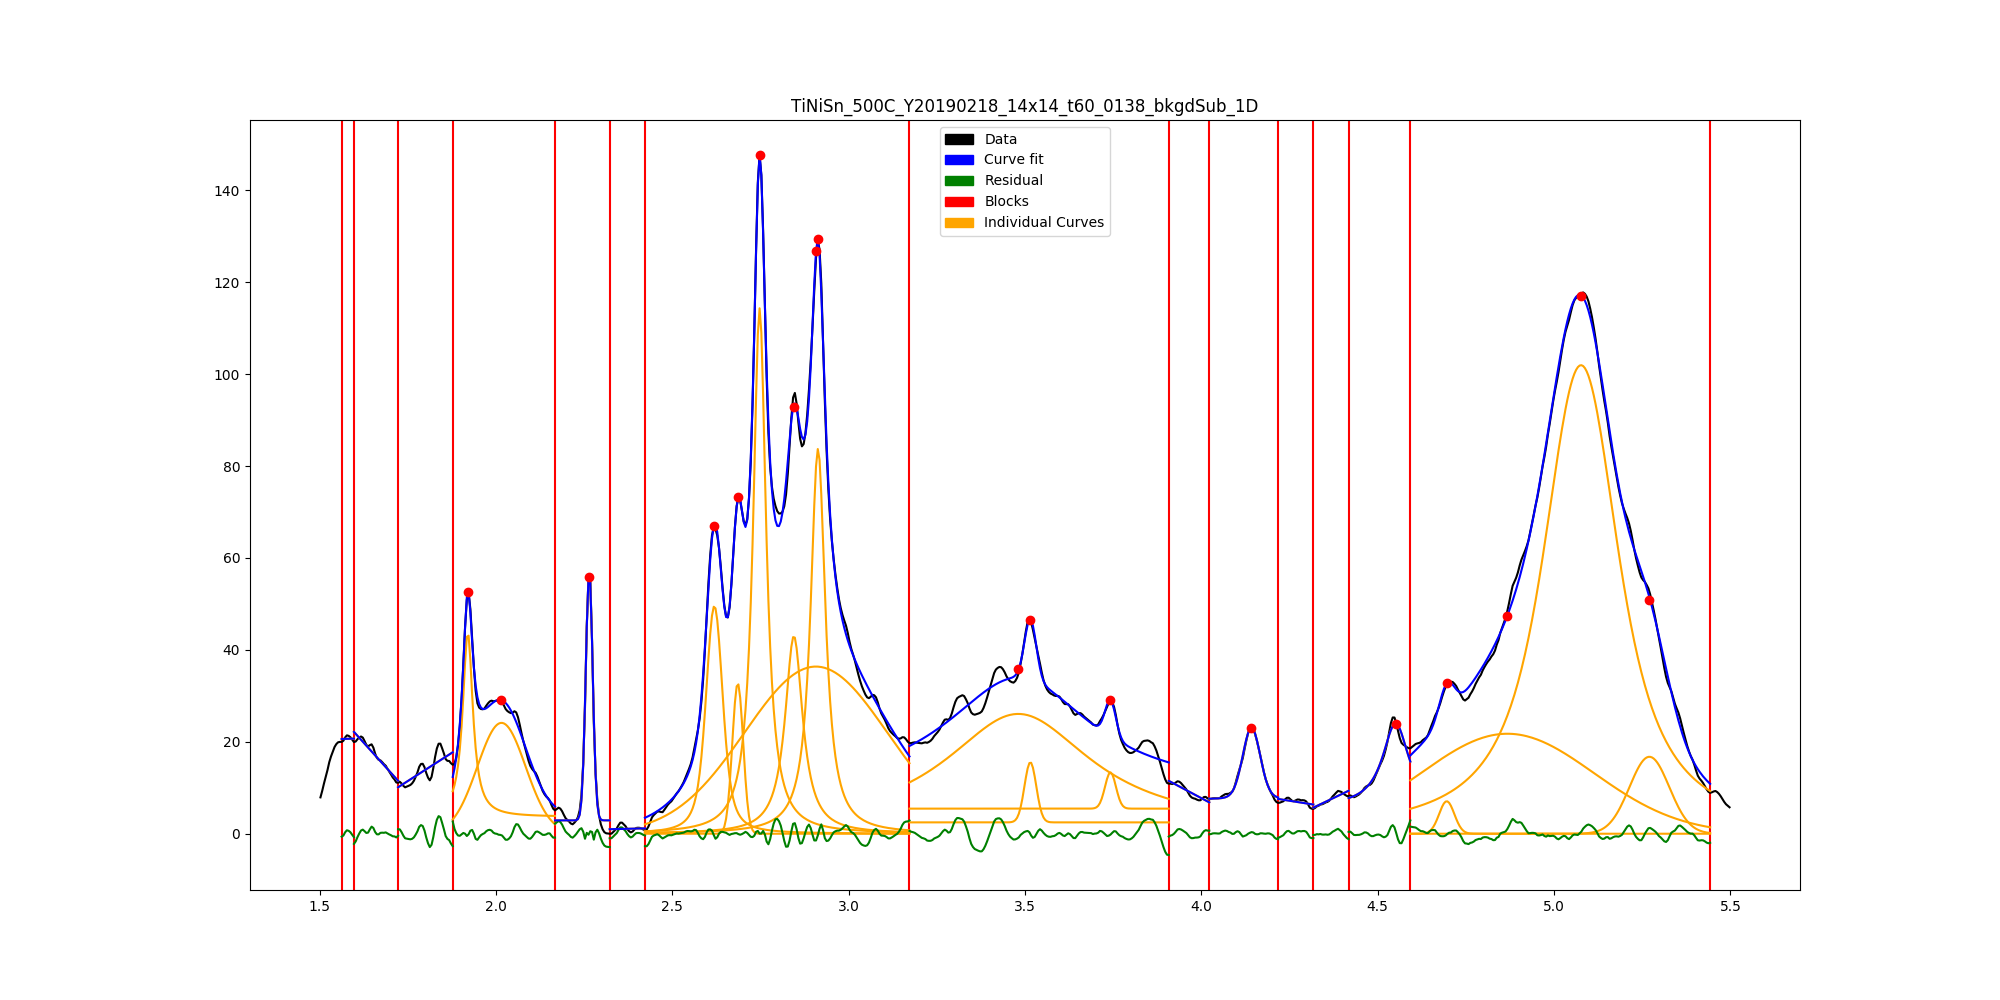 TiNiSn_500C_Y20190218_14x14_t60_0138_bkgdSub_1D
Data
Curve fit
Residual
Blocks
Individual Curves
140
120
100
80
60
40
20
0
1.5 2.0 2.5 3.0 3.5 4.0 4.5 5.0 5.5